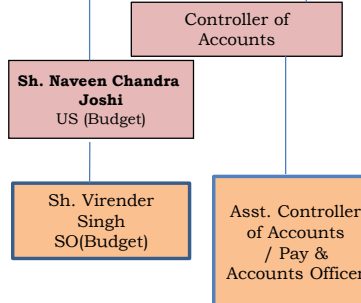 Controller of
Accounts
Sh. Naveen Chandra
Joshi
US (Budget)
Sh. Virender
Singh
SO(Budget)
Asst. Controller
of Accounts
/ Pay &
Accounts Officer